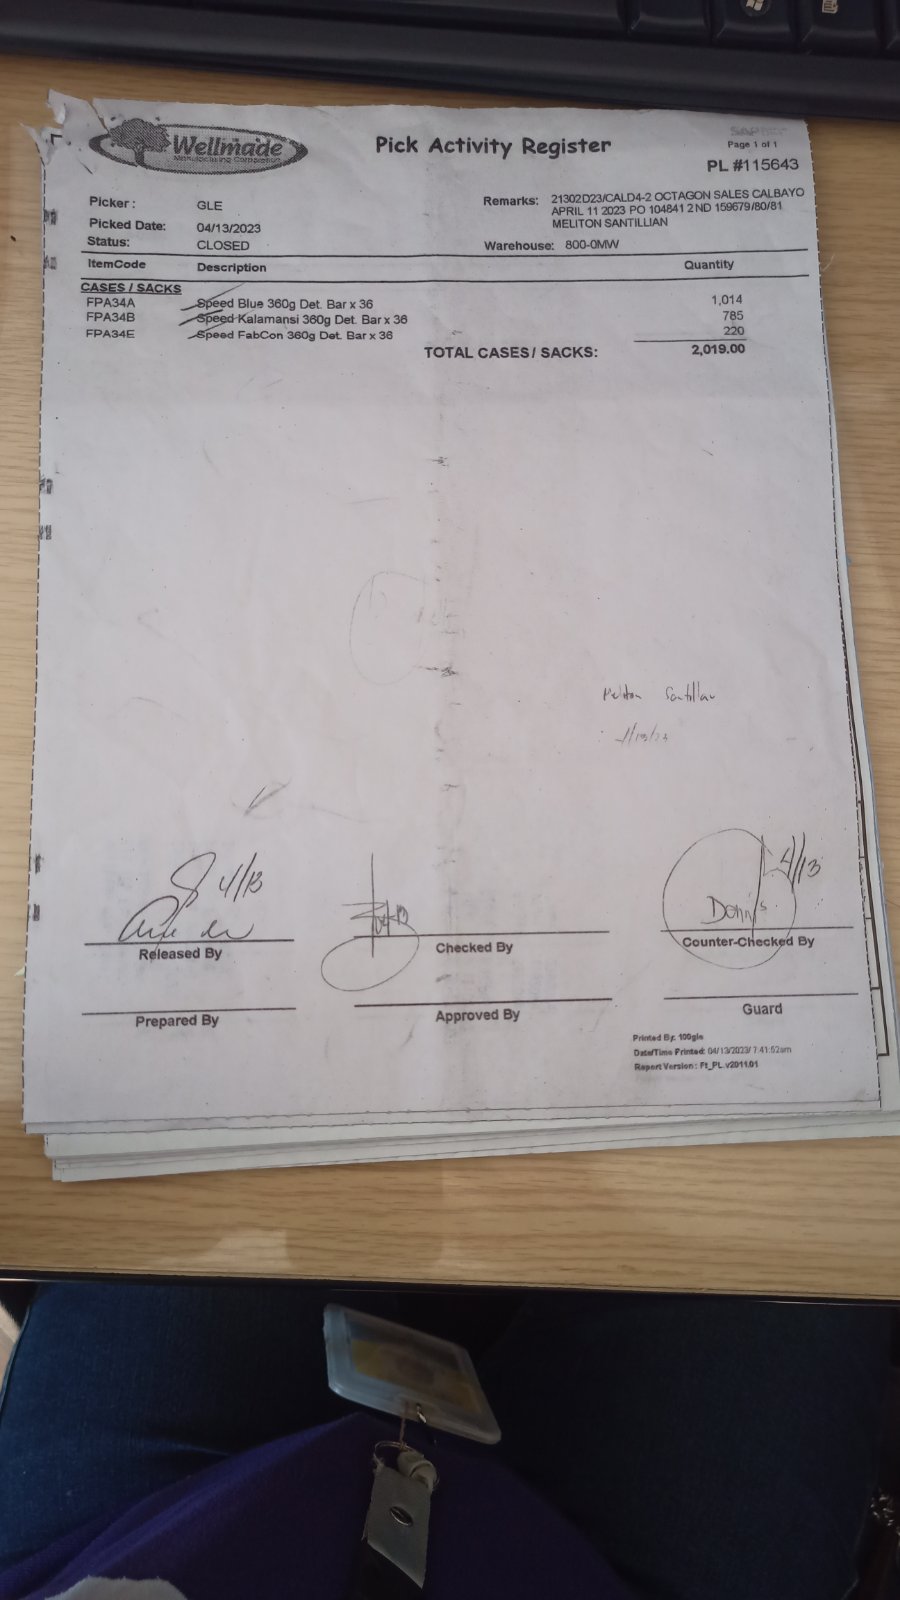 Wellmade
Manufacturing Corporation
Pick Activity Register
Page 1 of 1
PL #115643
Picker : GLE
Remarks: 21302D23/CALD4-2 OCTAGON SALES CALBAYO
APRIL 11 2023 PO 104841 2ND 159679/80/81
MELITON SANTILLIAN
Picked Date: 04/13/2023
Status: CLOSED
Warehouse: 800-0MW
ItemCode Description Quantity
CASES / SACKS
FPA34A Speed Blue 360g Det. Bar x 36 1,014
FPA34B Speed Kalamansi 360g Det. Bar x 36 785
FPA34E Speed FabCon 360g Det. Bar x 36 220
TOTAL CASES / SACKS: 2,019.00
Meliton Santillan
4/13/23
4/13
4/13
Dennis
Released By
Checked By
Counter-Checked By
Prepared By
Approved By
Guard
Printed By: 100gle
Date/Time Printed: 04/13/2023/ 7:41:52am
Report Version : Ft_PL.v2011.01